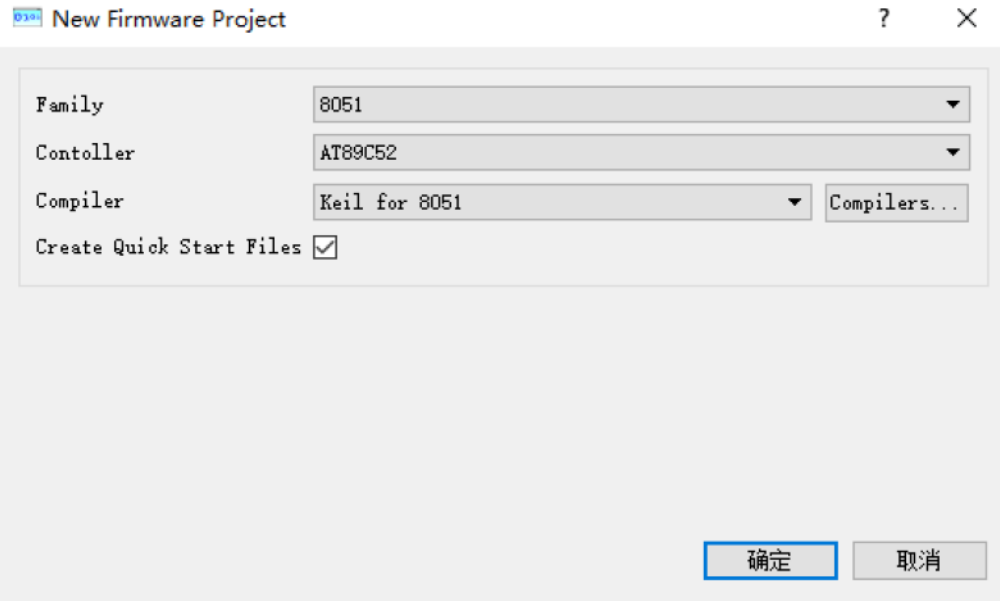 New Firmware Project
Family 8051
Contoller AT89C52
Compiler Keil for 8051 Compilers...
Create Quick Start Files
确定 取消